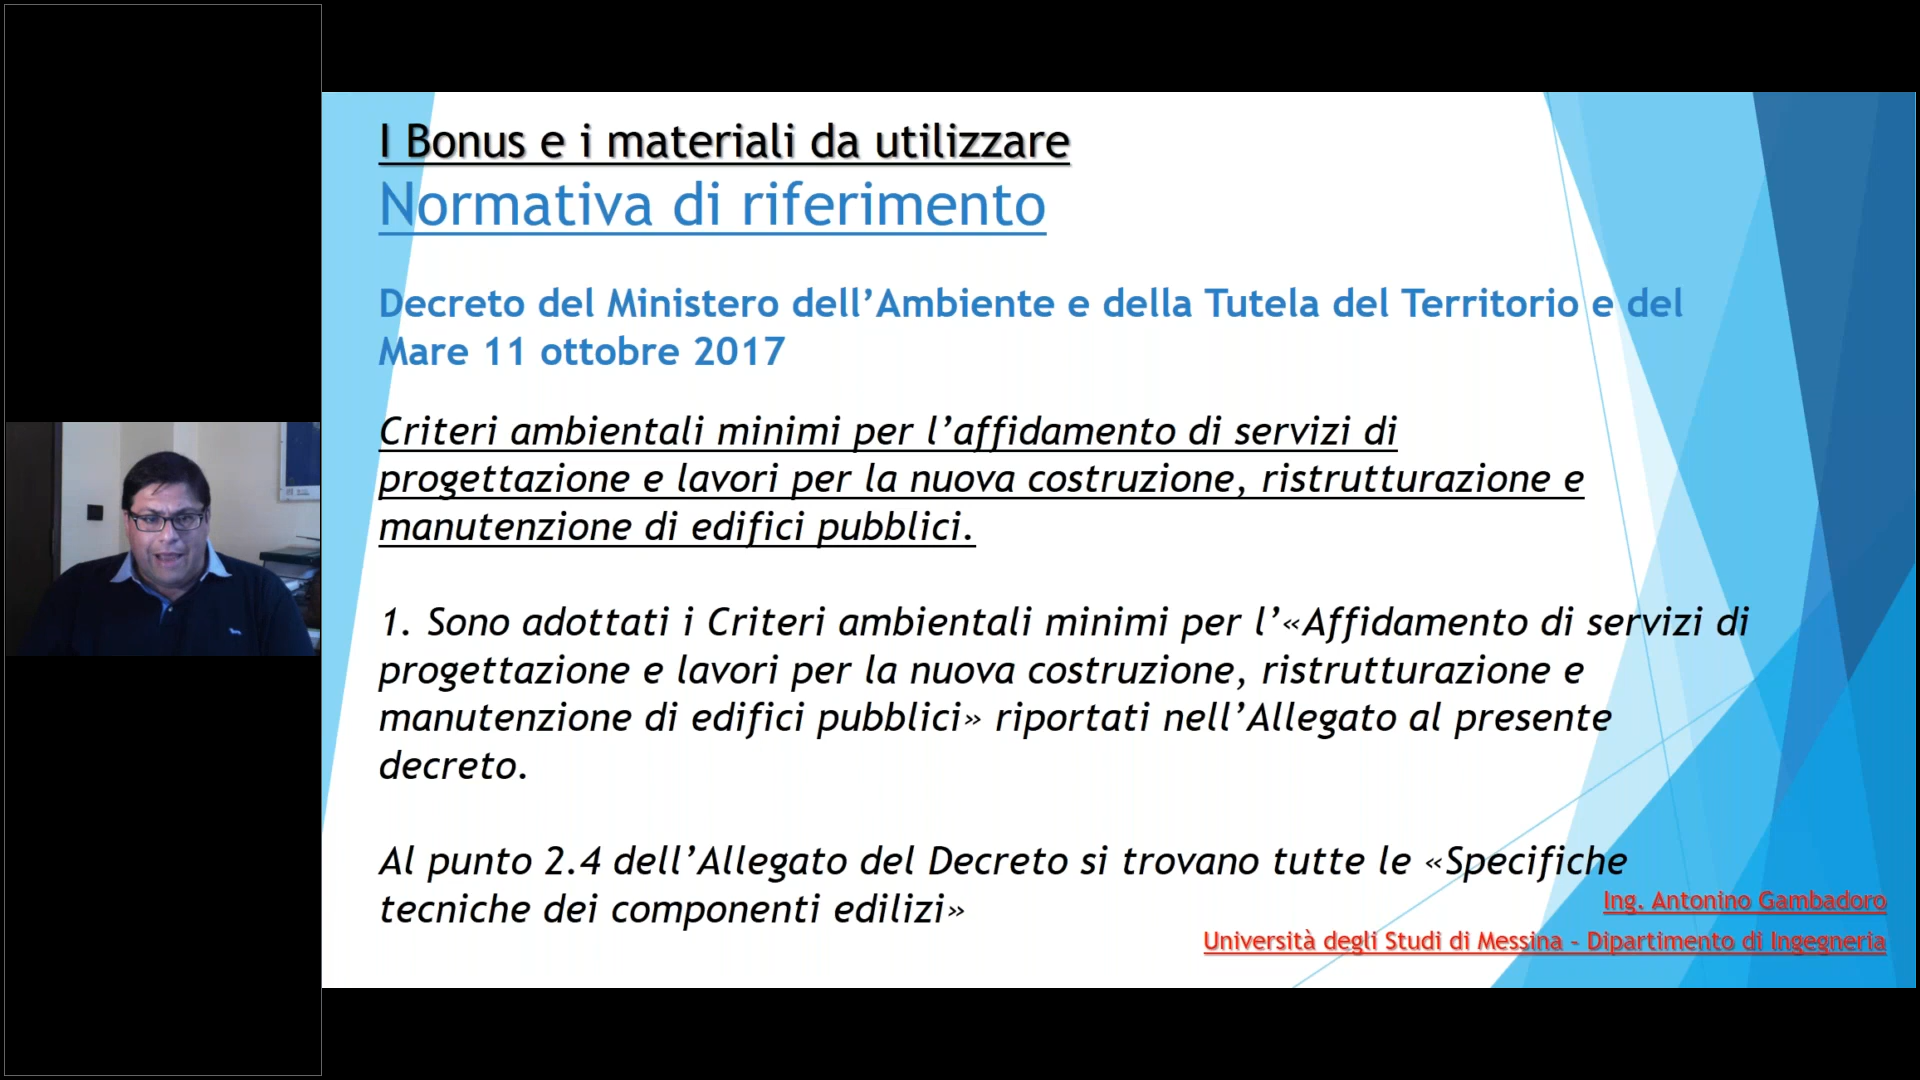 I Bonus e i materiali da utilizzare
Normativa di riferimento
Decreto del Ministero dell’Ambiente e della Tutela del Territorio e del
Mare 11 ottobre 2017
Criteri ambientali minimi per l’affidamento di servizi di
progettazione e lavori per la nuova costruzione, ristrutturazione e
manutenzione di edifici pubblici.
1. Sono adottati i Criteri ambientali minimi per l’«Affidamento di servizi di
progettazione e lavori per la nuova costruzione, ristrutturazione e
manutenzione di edifici pubblici» riportati nell’Allegato al presente
decreto.
Al punto 2.4 dell’Allegato del Decreto si trovano tutte le «Specifiche
tecniche dei componenti edilizi»
Ing. Antonino Gambadoro
Università degli Studi di Messina – Dipartimento di Ingegneria